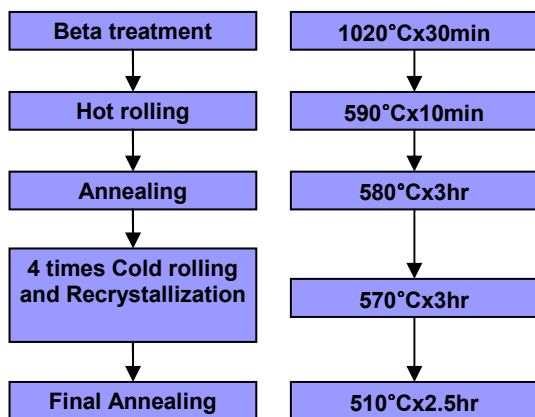 Beta treatment
1020°Cx30min
Hot rolling
590°Cx10min
Annealing
580°Cx3hr
4 times Cold rolling
and Recrystallization
570°Cx3hr
Final Annealing
510°Cx2.5hr